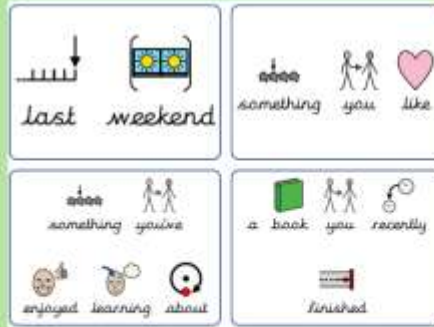 last weekend
something you like
something you've
enjoyed learning about
a book you recently
finished